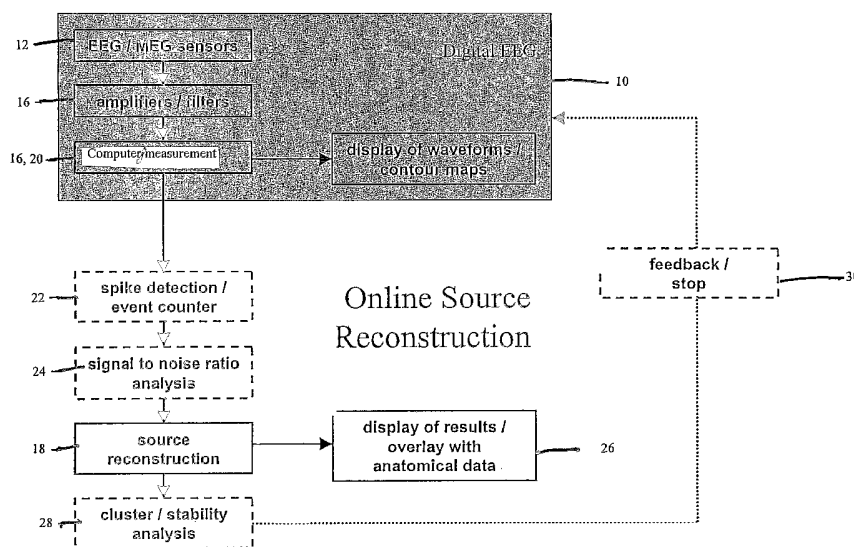 12
EEG / MEG sensors
Digital EEG
10
16
amplifiers / filters
16, 20
Computer/measurement
display of waveforms /
contour maps
22
spike detection /
event counter
Online Source
Reconstruction
feedback /
stop
24
signal to noise ratio
analysis
18
source
reconstruction
display of results /
overlay with
anatomical data
26
28
cluster / stability
analysis